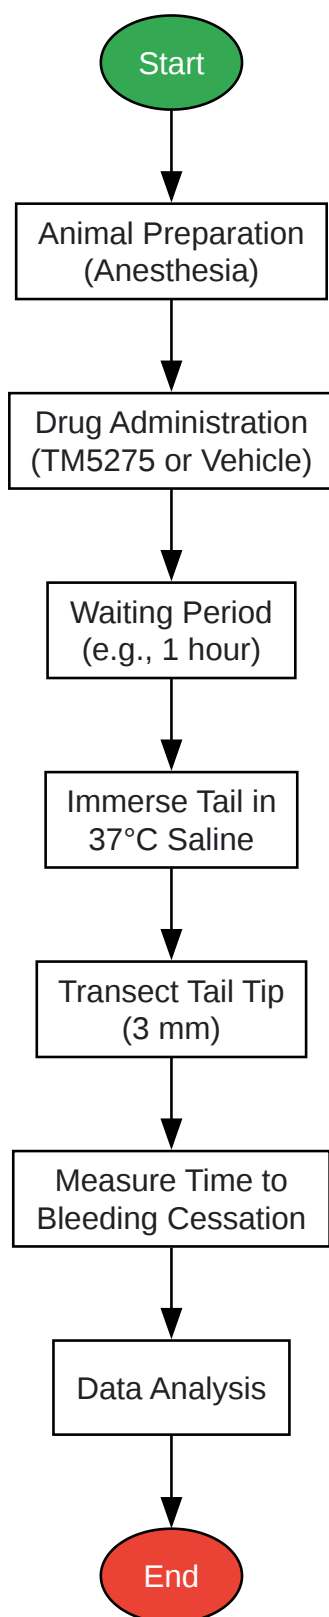 Start
Animal Preparation
(Anesthesia)
Drug Administration
(TM5275 or Vehicle)
Waiting Period
(e.g., 1 hour)
Immerse Tail in
37°C Saline
Transect Tail Tip
(3 mm)
Measure Time to
Bleeding Cessation
Data Analysis
End